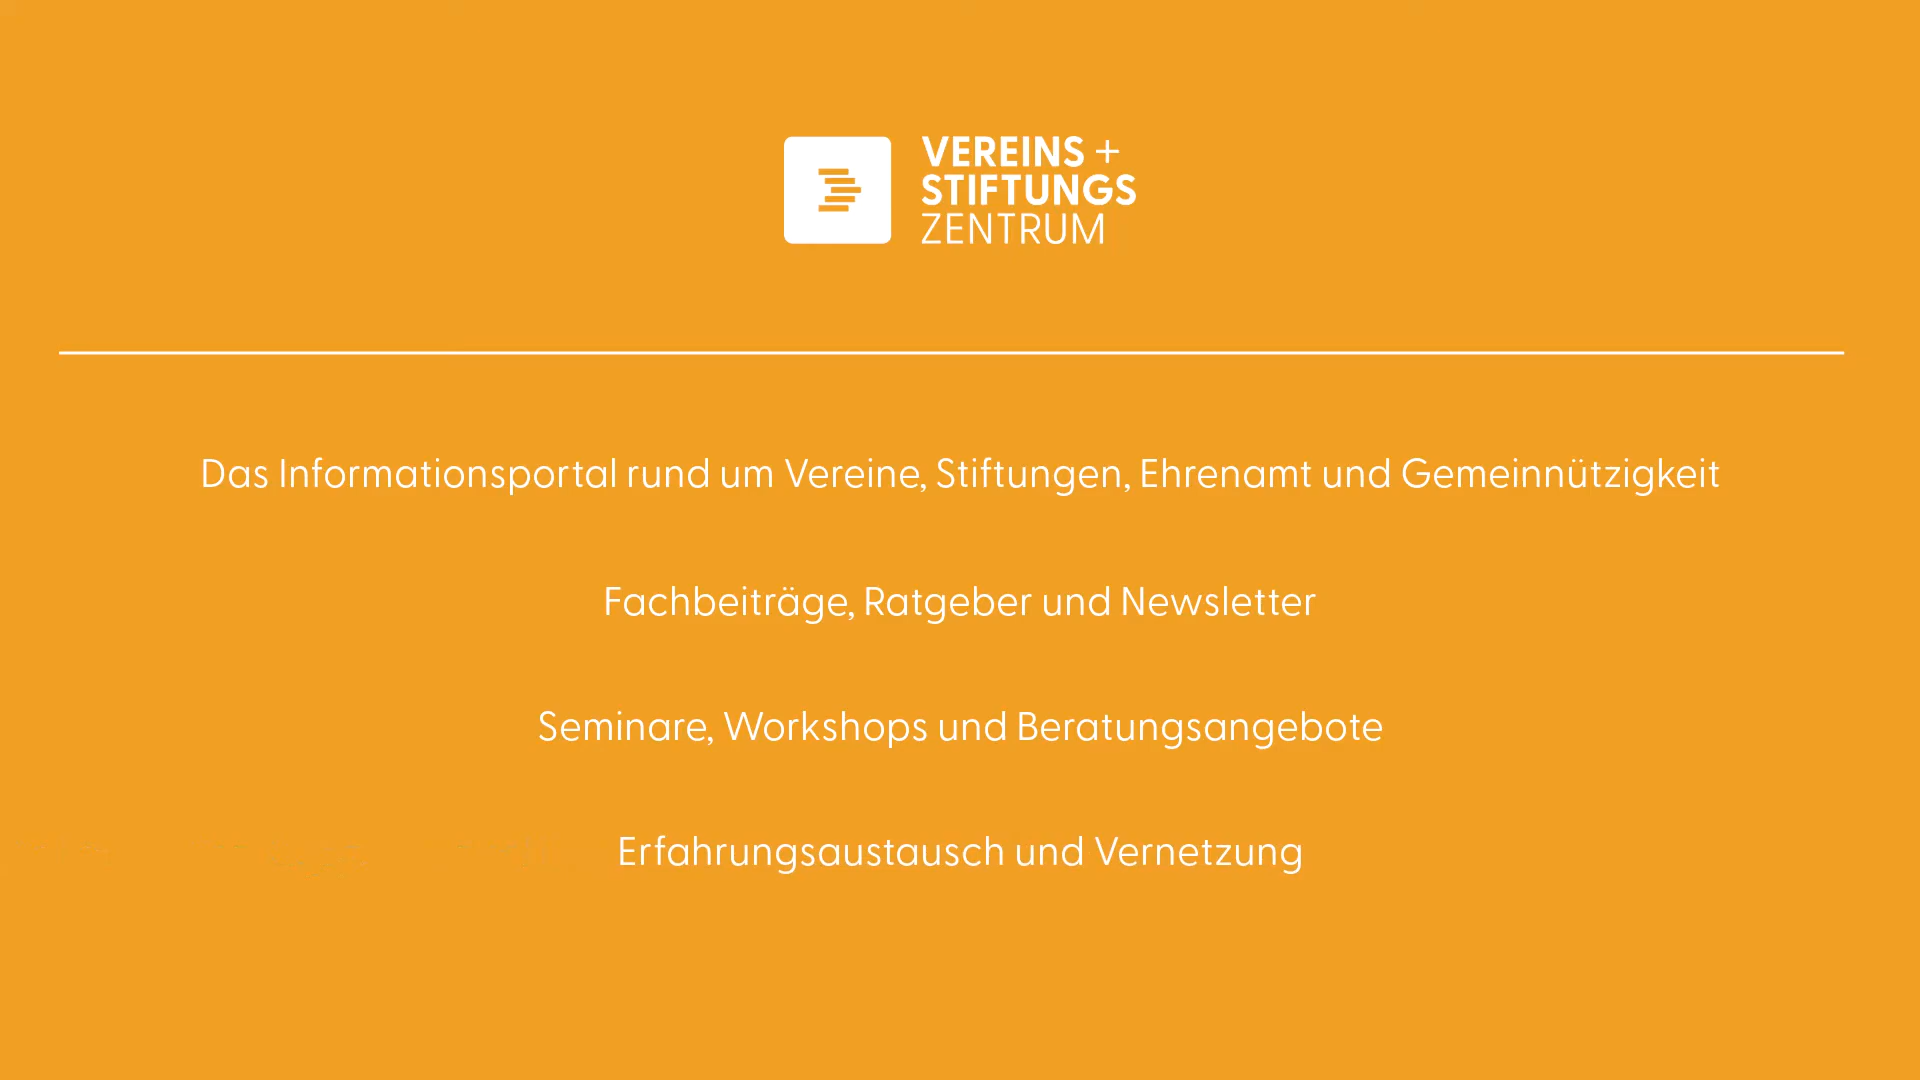 VEREINS +
STIFTUNGS
ZENTRUM
Das Informationsportal rund um Vereine, Stiftungen, Ehrenamt und Gemeinnützigkeit
Fachbeiträge, Ratgeber und Newsletter
Seminare, Workshops und Beratungsangebote
Erfahrungsaustausch und Vernetzung